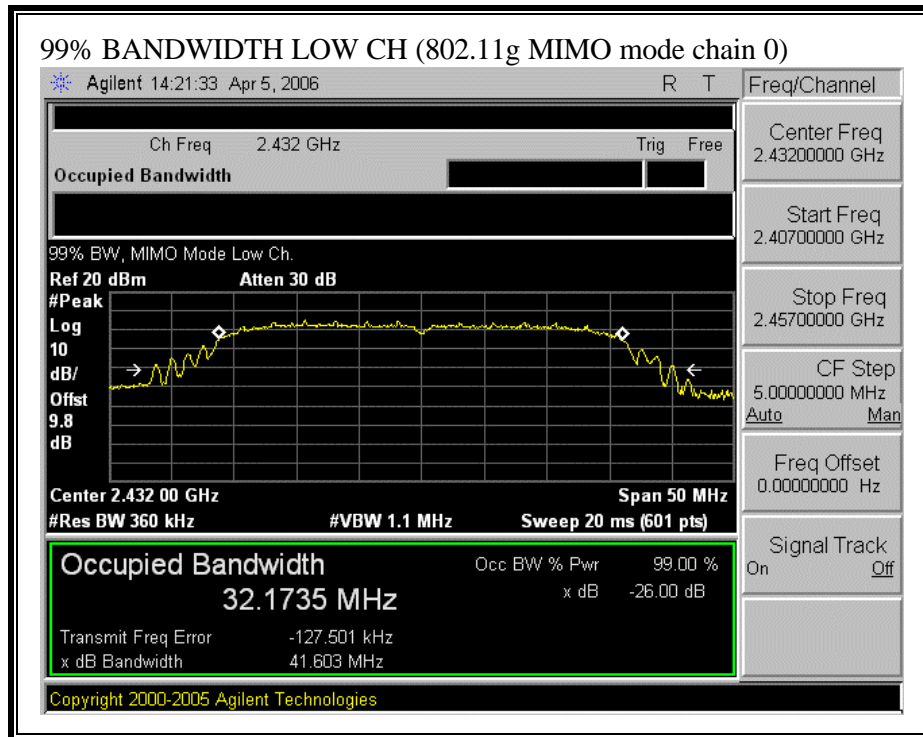 99% BANDWIDTH LOW CH (802.11g MIMO mode chain 0)
Agilent 14:21:33 Apr 5, 2006 R T
Freq/Channel
Ch Freq 2.432 GHz Trig Free
Occupied Bandwidth
Center Freq
2.43200000 GHz
Start Freq
2.40700000 GHz
Stop Freq
2.45700000 GHz
CF Step
5.00000000 MHz
Auto Man
Freq Offset
0.00000000 Hz
Signal Track
On Off
99% BW, MIMO Mode Low Ch.
Ref 20 dBm Atten 30 dB
#Peak
Log
10
dB/
Offst
9.8
dB
Center 2.432 00 GHz Span 50 MHz
#Res BW 360 kHz #VBW 1.1 MHz Sweep 20 ms (601 pts)
Occupied Bandwidth Occ BW % Pwr 99.00 %
32.1735 MHz x dB -26.00 dB
Transmit Freq Error -127.501 kHz
x dB Bandwidth 41.603 MHz
Copyright 2000-2005 Agilent Technologies